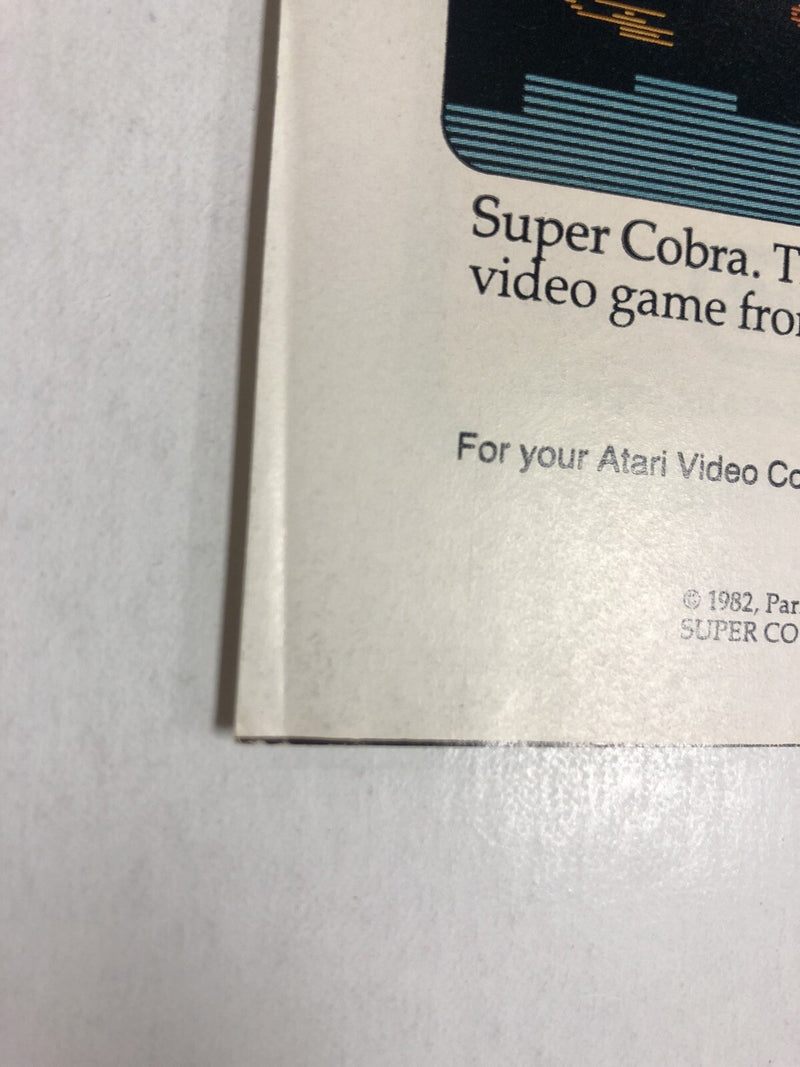 Super Cobra. T
video game fro
For your Atari Video Co
© 1982, Par
SUPER CO